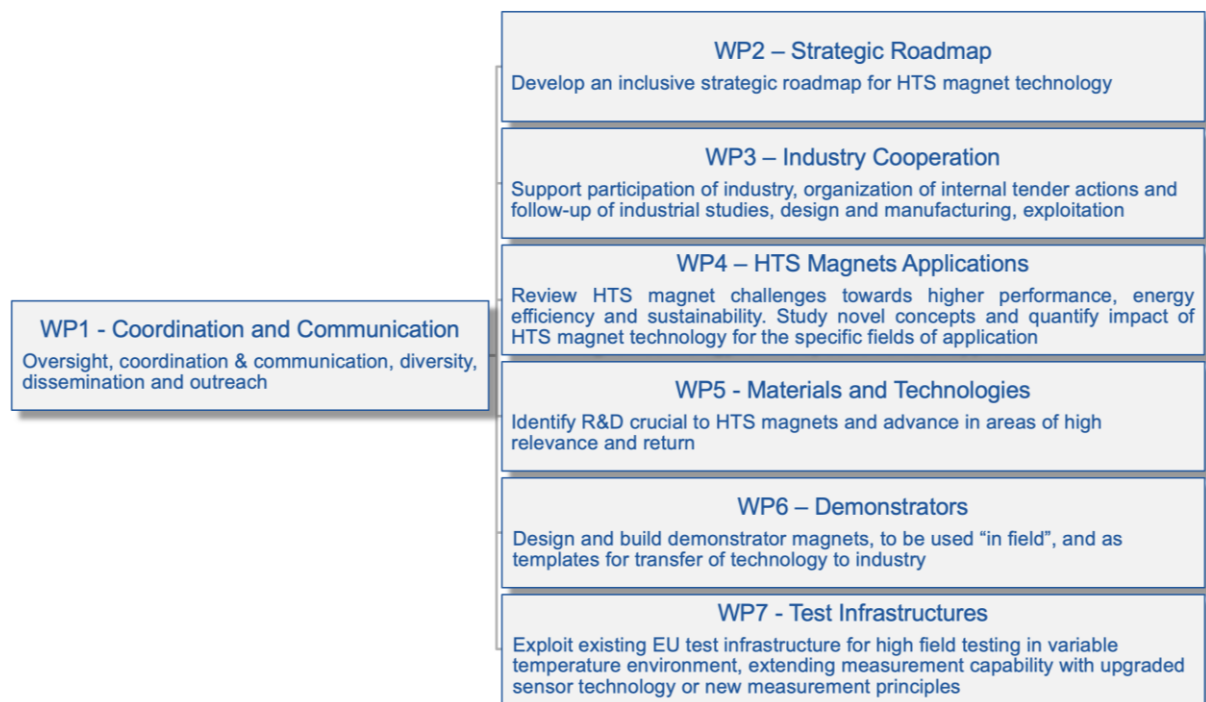 WP2 – Strategic Roadmap
Develop an inclusive strategic roadmap for HTS magnet technology
WP3 – Industry Cooperation
Support participation of industry, organization of internal tender actions and
follow-up of industrial studies, design and manufacturing, exploitation
WP4 – HTS Magnets Applications
Review HTS magnet challenges towards higher performance, energy
efficiency and sustainability. Study novel concepts and quantify impact of
HTS magnet technology for the specific fields of application
WP1 - Coordination and Communication
Oversight, coordination & communication, diversity,
dissemination and outreach
WP5 - Materials and Technologies
Identify R&D crucial to HTS magnets and advance in areas of high
relevance and return
WP6 – Demonstrators
Design and build demonstrator magnets, to be used “in field”, and as
templates for transfer of technology to industry
WP7 - Test Infrastructures
Exploit existing EU test infrastructure for high field testing in variable
temperature environment, extending measurement capability with upgraded
sensor technology or new measurement principles